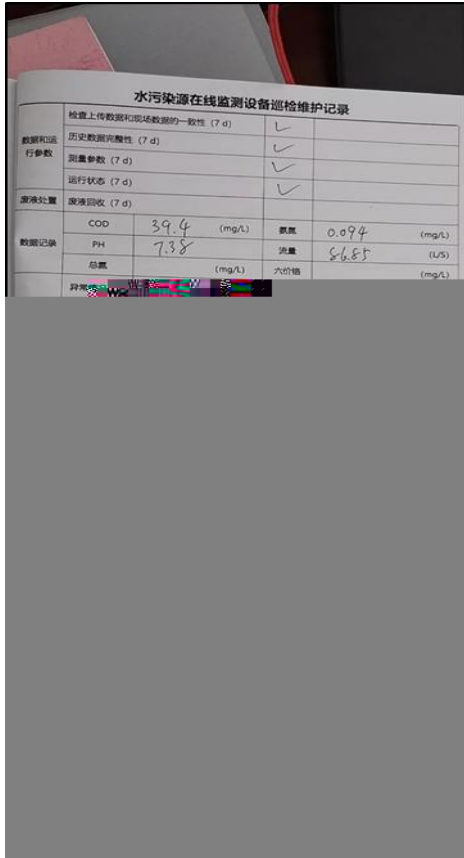 水污染源在线监测设备巡检维护记录
数据和运行参数
检查上传数据和现场数据的一致性 (7 d) ✓
历史数据完整性 (7 d) ✓
测量参数 (7 d) ✓
运行状态 (7 d) ✓
废液处置 废液回收 (7 d)
数据记录
COD 39.4 (mg/L) 氨氮 0.094 (mg/L)
PH 7.38 流量 86.85 (L/S)
总氮 (mg/L) 六价铬 (mg/L)
异常